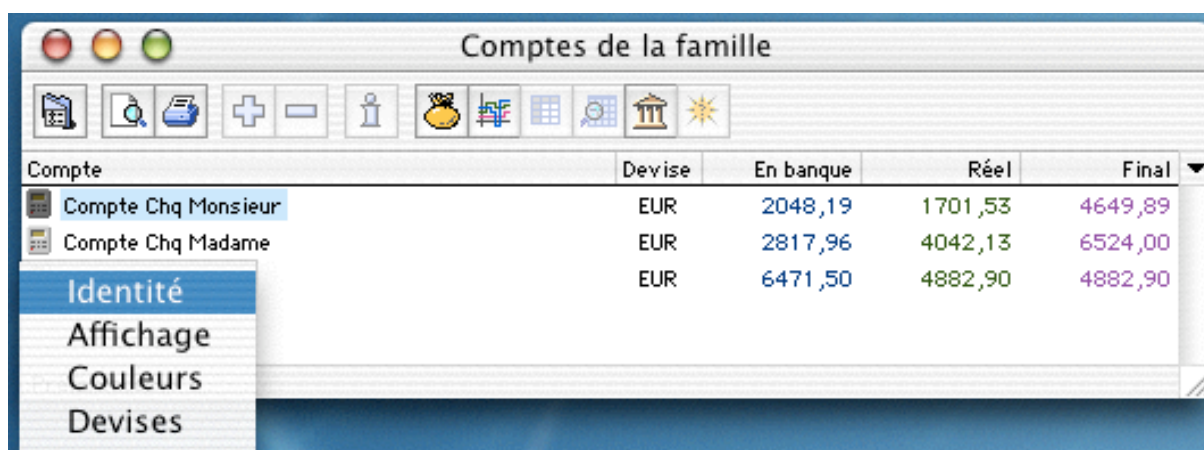 Comptes de la famille
Compte Devise En banque Réel Final
Compte Chq Monsieur EUR 2048,19 1701,53 4649,89
Compte Chq Madame EUR 2817,96 4042,13 6524,00
EUR 6471,50 4882,90 4882,90
Identité
Affichage
Couleurs
Devises